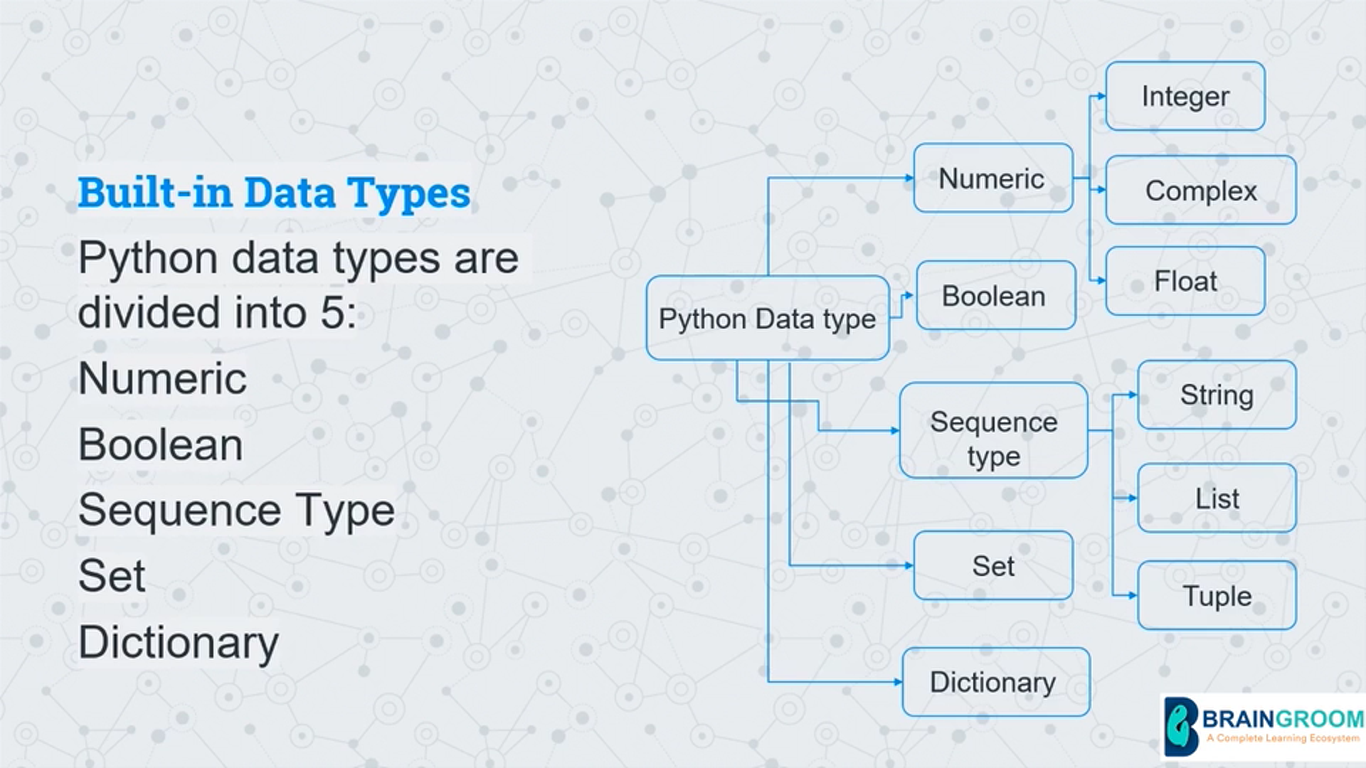 Built-in Data Types
Python data types are
divided into 5:
Numeric
Boolean
Sequence Type
Set
Dictionary
Python Data type
Numeric
Integer
Complex
Float
Boolean
Sequence
type
String
List
Tuple
Set
Dictionary
BRAINGROOM
A Complete Learning Ecosystem